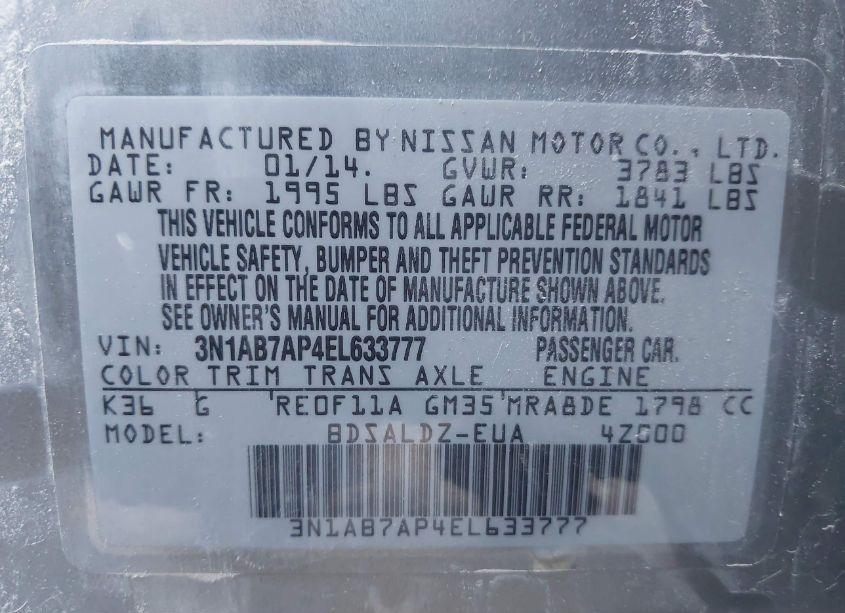 MANUFACTURED BY NISSAN MOTOR CO., LTD.
DATE: 01/14. GVWR: 3783 LBS
GAWR FR: 1995 LBS GAWR RR: 1841 LBS
THIS VEHICLE CONFORMS TO ALL APPLICABLE FEDERAL MOTOR
VEHICLE SAFETY, BUMPER AND THEFT PREVENTION STANDARDS
IN EFFECT ON THE DATE OF MANUFACTURE SHOWN ABOVE.
SEE OWNER'S MANUAL FOR ADDITIONAL INFORMATION.
VIN: 3N1AB7AP4EL633777 PASSENGER CAR.
COLOR TRIM TRANS AXLE ENGINE
K36 G RE0F11A GM35 MRA8DE 1798 CC
MODEL: BDSALDZ-EUA 4Z000
3N1AB7AP4EL633777